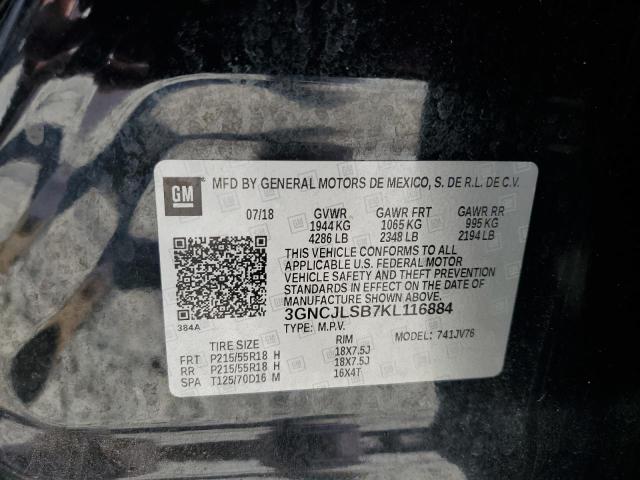 GM * MFD BY GENERAL MOTORS DE MEXICO, S. DE R.L. DE C.V.
07/18 GVWR GAWR FRT GAWR RR
1944 KG 1065 KG 995 KG
4286 LB 2348 LB 2194 LB
THIS VEHICLE CONFORMS TO ALL
APPLICABLE U.S. FEDERAL MOTOR
VEHICLE SAFETY AND THEFT PREVENTION
STANDARDS IN EFFECT ON THE DATE OF
MANUFACTURE SHOWN ABOVE.
3GNCJLSB7KL116884
384A TYPE: M.P.V. MODEL: 741JV76
TIRE SIZE RIM
FRT P215/55R18 H 18X7.5J
RR P215/55R18 H 18X7.5J
SPA T125/70D16 M 16X4T